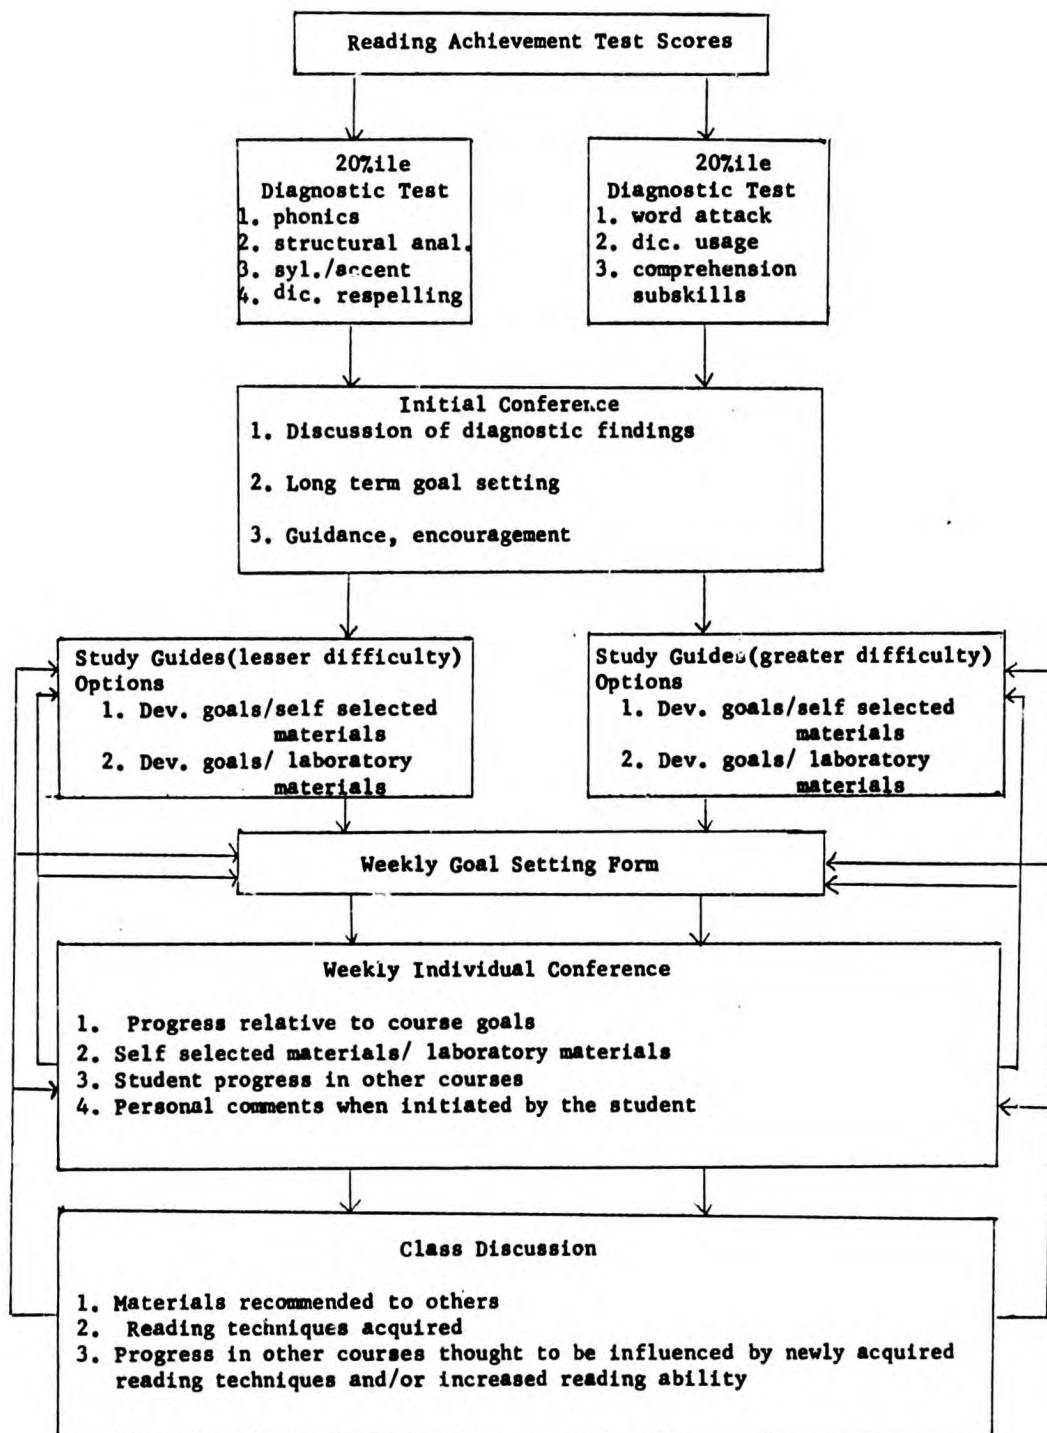 Reading Achievement Test Scores
20%ile
Diagnostic Test
1. phonics
2. structural anal.
3. syl./accent
4. dic. respelling
20%ile
Diagnostic Test
1. word attack
2. dic. usage
3. comprehension
subskills
Initial Conference
1. Discussion of diagnostic findings
2. Long term goal setting
3. Guidance, encouragement
Study Guides(lesser difficulty)
Options
1. Dev. goals/self selected
materials
2. Dev. goals/ laboratory
materials
Study Guides(greater difficulty)
Options
1. Dev. goals/self selected
materials
2. Dev. goals/ laboratory
materials
Weekly Goal Setting Form
Weekly Individual Conference
1. Progress relative to course goals
2. Self selected materials/ laboratory materials
3. Student progress in other courses
4. Personal comments when initiated by the student
Class Discussion
1. Materials recommended to others
2. Reading techniques acquired
3. Progress in other courses thought to be influenced by newly acquired
reading techniques and/or increased reading ability